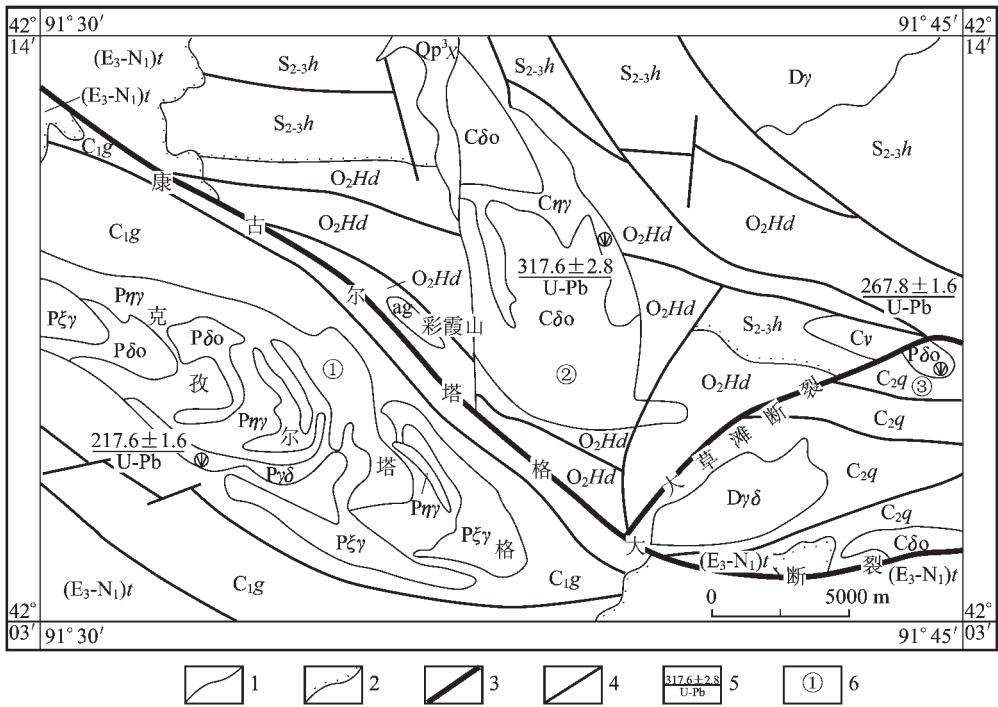 42° 91°30′ 91°45′ 42°
14′ 14′
(E₃-N₁)t
S₂₋₃h
Qp³X
S₂₋₃h
S₂₋₃h
Dγ
(E₃-N₁)t
S₂₋₃h
Cδo
S₂₋₃h
C₁g
O₂Hd
康
Cηγ
C₁g
古
O₂Hd
O₂Hd
O₂Hd
317.6±2.8
U-Pb
O₂Hd
267.8±1.6
U-Pb
尔
ag
彩霞山
Cδo
O₂Hd
S₂₋₃h
Cν
Pηγ
克
Pξγ
Pδo
Pδo
①
②
Pδo
③
孜
塔
O₂Hd
裂
C₂q
Pηγ
尔
断
C₂q
217.6±1.6
U-Pb
Pγδ
塔
O₂Hd
滩
草
格
O₂Hd
大
C₂q
Pηγ
Dγδ
Pξγ
Pξγ
格
C₂q
大
Cδo
(E₃-N₁)t
断
裂
(E₃-N₁)t
(E₃-N₁)t
C₁g
C₁g
0 5000 m
42° 42°
03′ 91°30′ 91°45′ 03′
1 2 3 4 317.6±2.8 5 ① 6
U-Pb